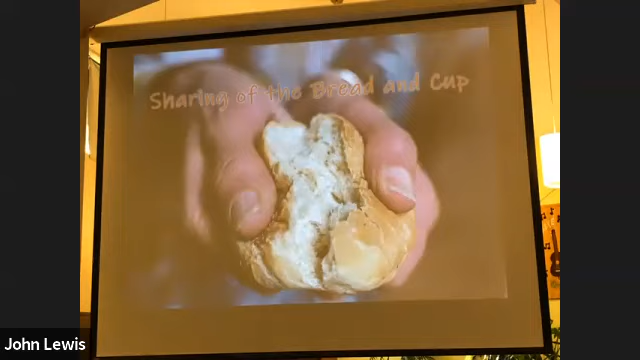 Sharing of the Bread and Cup
John Lewis